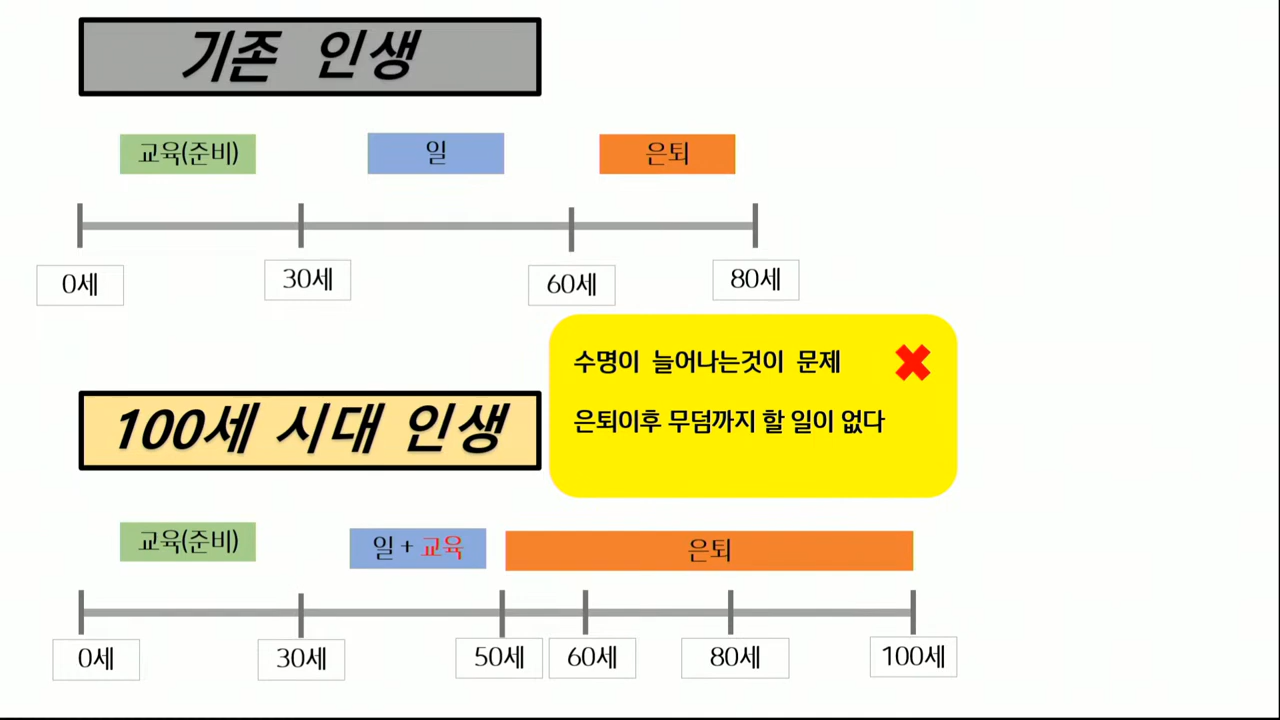 기존 인생
교육(준비) 일 은퇴
0세 30세 60세 80세
수명이 늘어나는것이 문제
은퇴이후 무덤까지 할 일이 없다
100세 시대 인생
교육(준비) 일 + 교육 은퇴
0세 30세 50세 60세 80세 100세